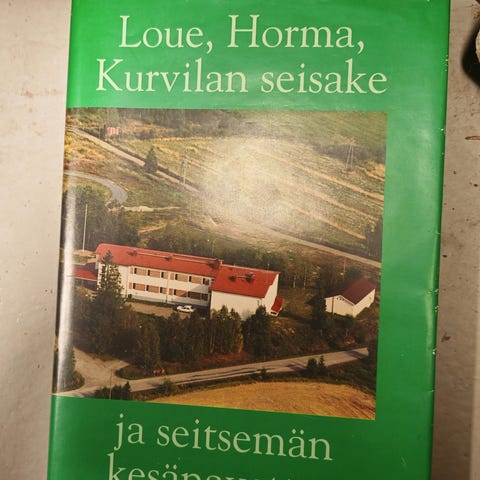 Loue, Horma,
Kurvilan seisake
ja seitsemän